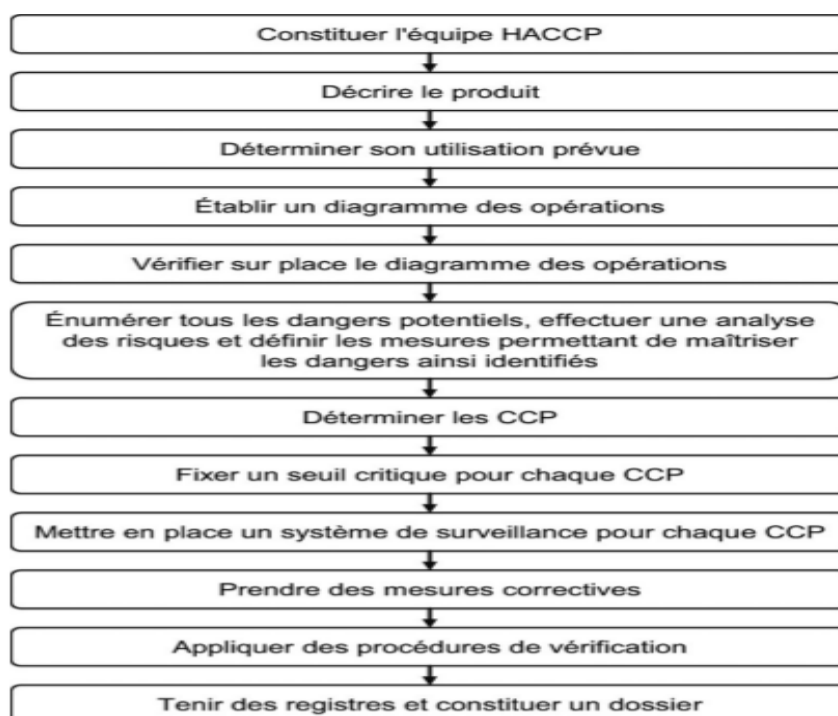 Constituer l'équipe HACCP
Décrire le produit
Déterminer son utilisation prévue
Établir un diagramme des opérations
Vérifier sur place le diagramme des opérations
Énumérer tous les dangers potentiels, effectuer une analyse
des risques et définir les mesures permettant de maîtriser
les dangers ainsi identifiés
Déterminer les CCP
Fixer un seuil critique pour chaque CCP
Mettre en place un système de surveillance pour chaque CCP
Prendre des mesures correctives
Appliquer des procédures de vérification
Tenir des registres et constituer un dossier